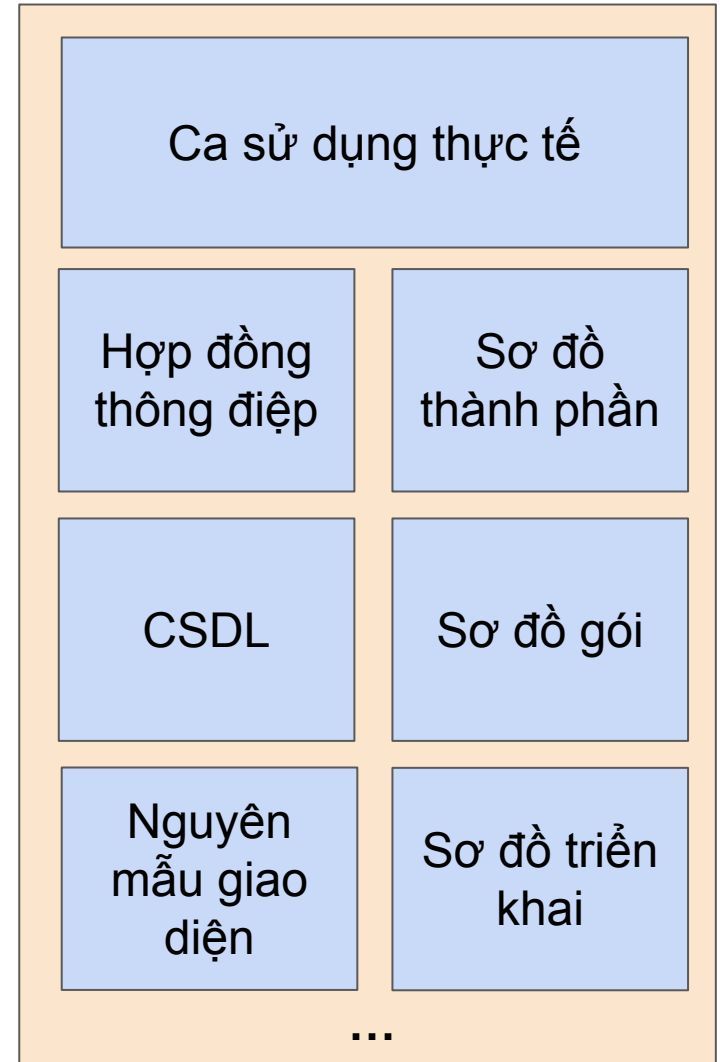 Ca sử dụng thực tế
Hợp đồng
thông điệp
Sơ đồ
thành phần
CSDL
Sơ đồ gói
Nguyên
mẫu giao
diện
Sơ đồ triển
khai
...